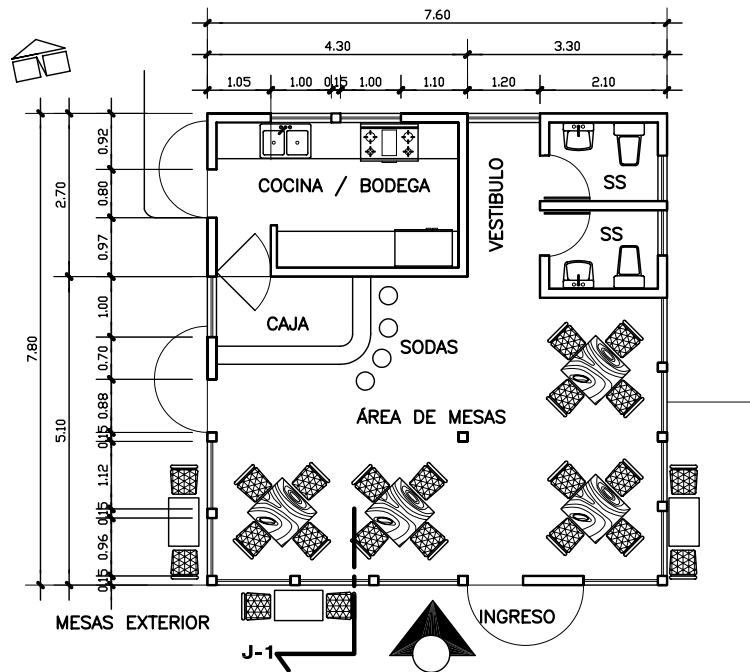 7.60
4.30
3.30
1.05
1.00
0.15
1.00
1.10
1.20
2.10
0.92
0.80
0.97
2.70
1.00
0.70
0.88
0.15
1.12
0.15
0.96
0.15
5.10
7.80
COCINA / BODEGA
VESTIBULO
SS
SS
CAJA
SODAS
ÁREA DE MESAS
MESAS EXTERIOR
INGRESO
J-1